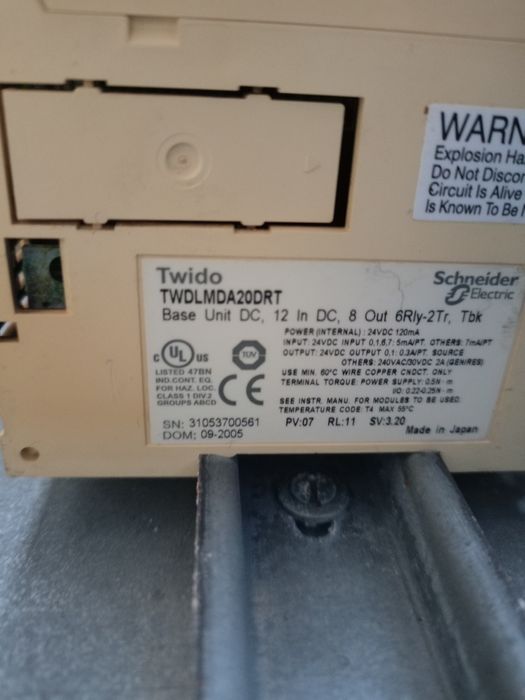 WARN
Explosion Ha
Do Not Discon
Circuit Is Alive
Is Known To Be
Twido
Schneider
Electric
TWDLMDA20DRT
Base Unit DC, 12 In DC, 8 Out 6Rly-2Tr, Tbk
POWER (INTERNAL) : 24VDC 120mA
INPUT: 24VDC INPUT 0,1,6,7: 5mA/PT. OTHERS: 7mA/PT
OUTPUT: 24VDC OUTPUT 0,1: 0.3A/PT. SOURCE
OTHERS: 240VAC/30VDC 2A (GEN/RES)
USE MIN. 60°C WIRE COPPER CNDCT. ONLY
TERMINAL TORQUE: POWER SUPPLY: 0.5N·m
I/O: 0.22-0.25N·m
SEE INSTR. MANU. FOR MODULES TO BE USED.
TEMPERATURE CODE: T4 MAX 55°C
C UL US
TUV
LISTED 47BN
IND.CONT. EQ.
FOR HAZ. LOC.
CLASS 1 DIV.2
GROUPS ABCD
CE
SN: 31053700561
PV:07 RL:11 SV:3.20
DOM: 09-2005
Made in Japan